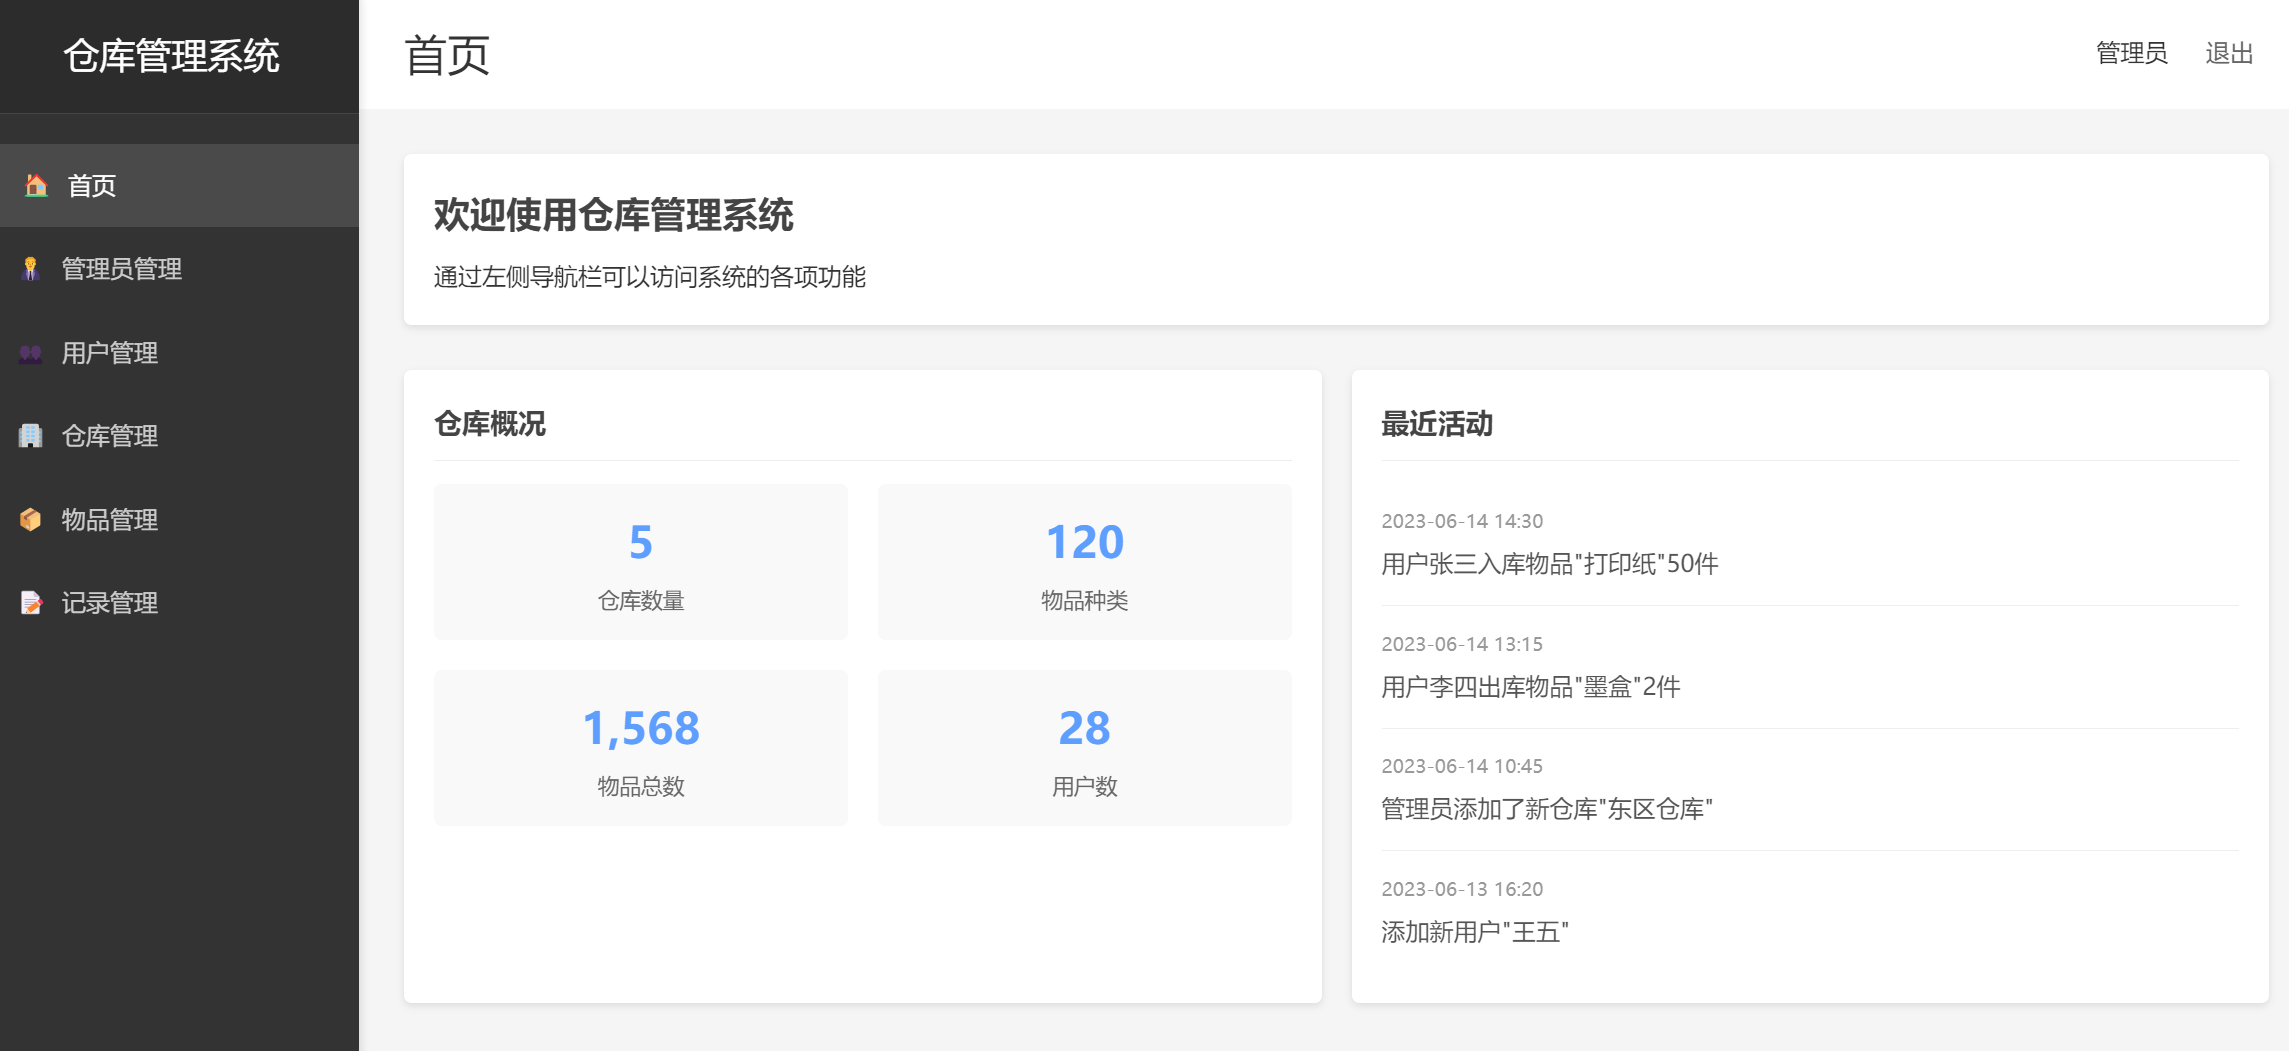 仓库管理系统
首页
管理员管理
用户管理
仓库管理
物品管理
记录管理
首页
管理员
退出
欢迎使用仓库管理系统
通过左侧导航栏可以访问系统的各项功能
仓库概况
5
仓库数量
120
物品种类
1,568
物品总数
28
用户数
最近活动
2023-06-14 14:30
用户张三入库物品"打印纸"50件
2023-06-14 13:15
用户李四出库物品"墨盒"2件
2023-06-14 10:45
管理员添加了新仓库"东区仓库"
2023-06-13 16:20
添加新用户"王五"